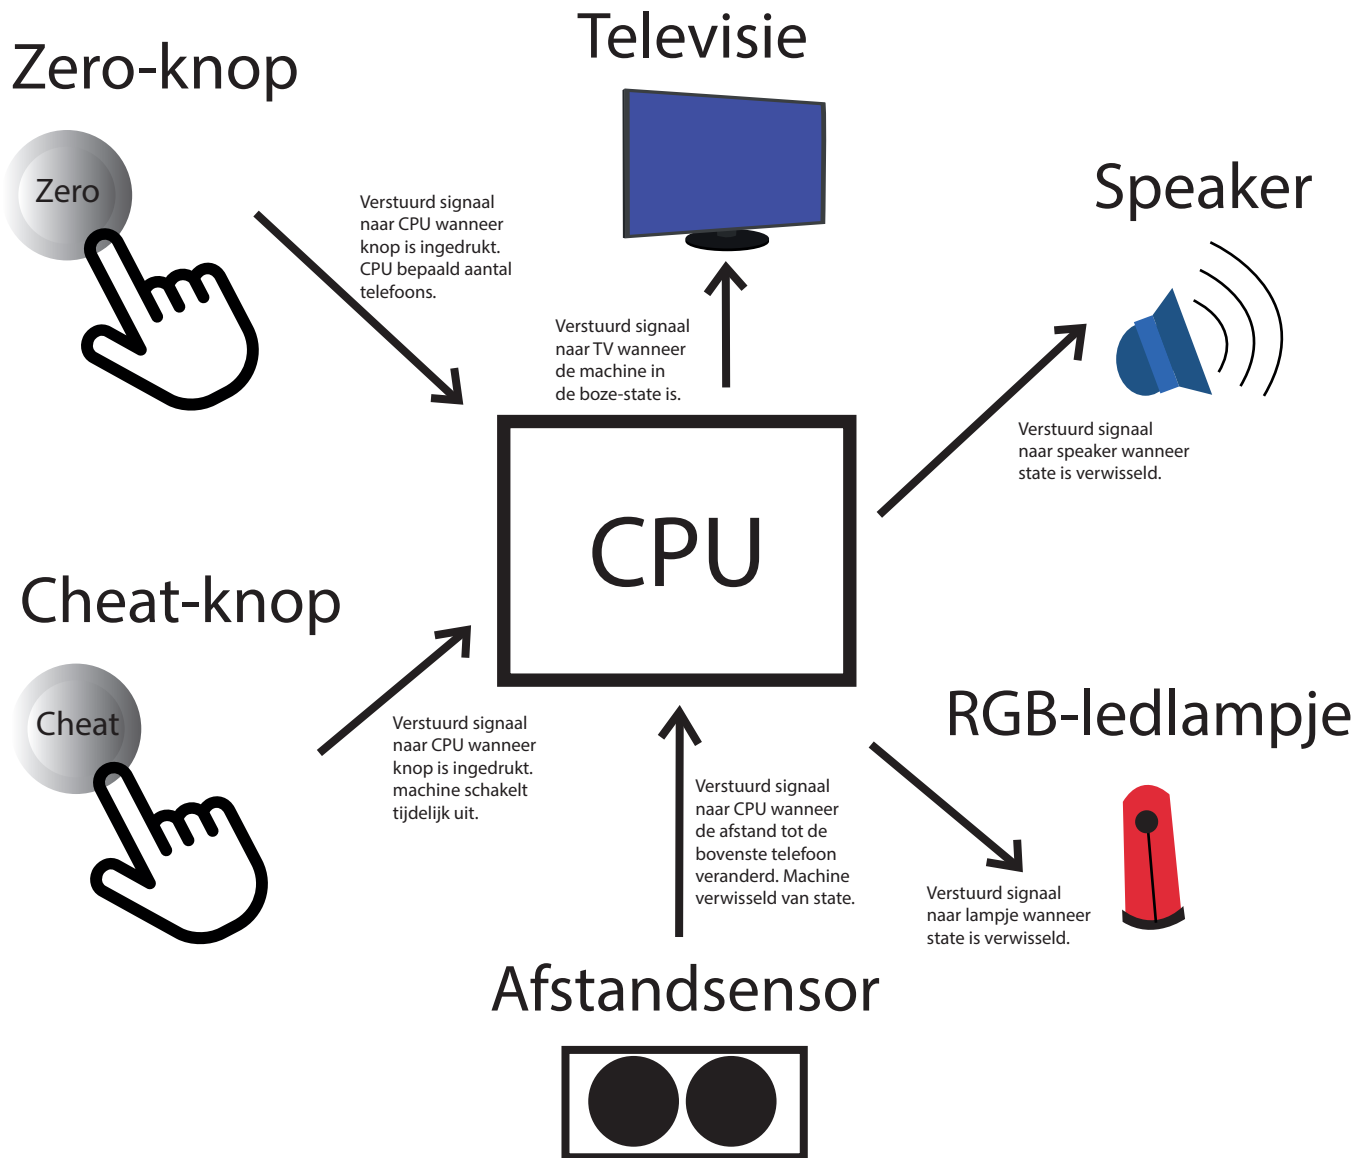 Televisie
Zero-knop
Zero
Verstuurd signaal
naar CPU wanneer
knop is ingedrukt.
CPU bepaald aantal
telefoons.
Speaker
Verstuurd signaal
naar TV wanneer
de machine in
de boze-state is.
Verstuurd signaal
naar speaker wanneer
state is verwisseld.
CPU
Cheat-knop
Cheat
Verstuurd signaal
naar CPU wanneer
knop is ingedrukt.
machine schakelt
tijdelijk uit.
RGB-ledlampje
Verstuurd signaal
naar CPU wanneer
de afstand tot de
bovenste telefoon
veranderd. Machine
verwisseld van state.
Verstuurd signaal
naar lampje wanneer
state is verwisseld.
Afstandsensor